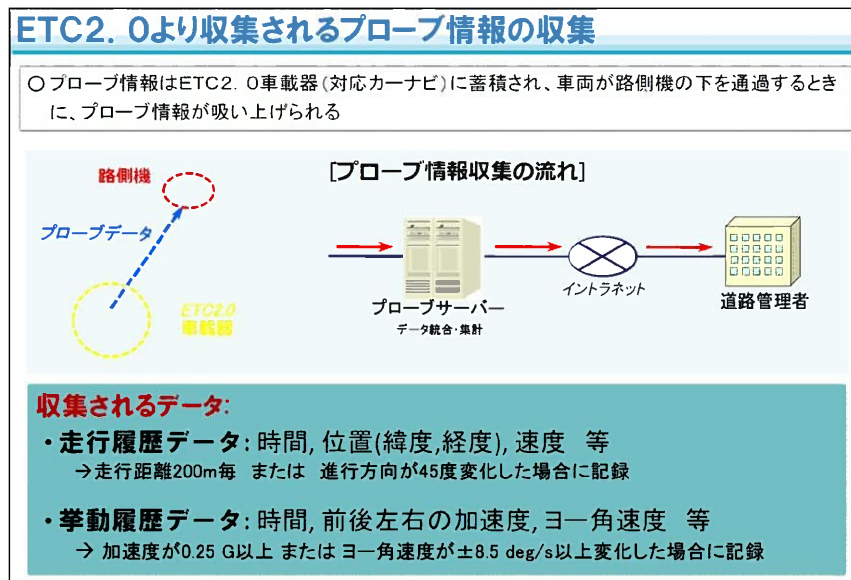 ETC2. 0より収集されるプローブ情報の収集
○ プローブ情報はETC2. 0車載器(対応カーナビ)に蓄積され、車両が路側機の下を通過するとき
に、プローブ情報が吸い上げられる
路側機
[プローブ情報収集の流れ]
プローブデータ
ETC2.0
車載器
プローブサーバー
データ統合・集計
イントラネット
道路管理者
収集されるデータ:
・走行履歴データ: 時間, 位置(緯度,経度), 速度 等
→走行距離200m毎 または 進行方向が45度変化した場合に記録
・挙動履歴データ: 時間, 前後左右の加速度, ヨー角速度 等
→ 加速度が0.25 G以上 または ヨー角速度が±8.5 deg/s以上変化した場合に記録